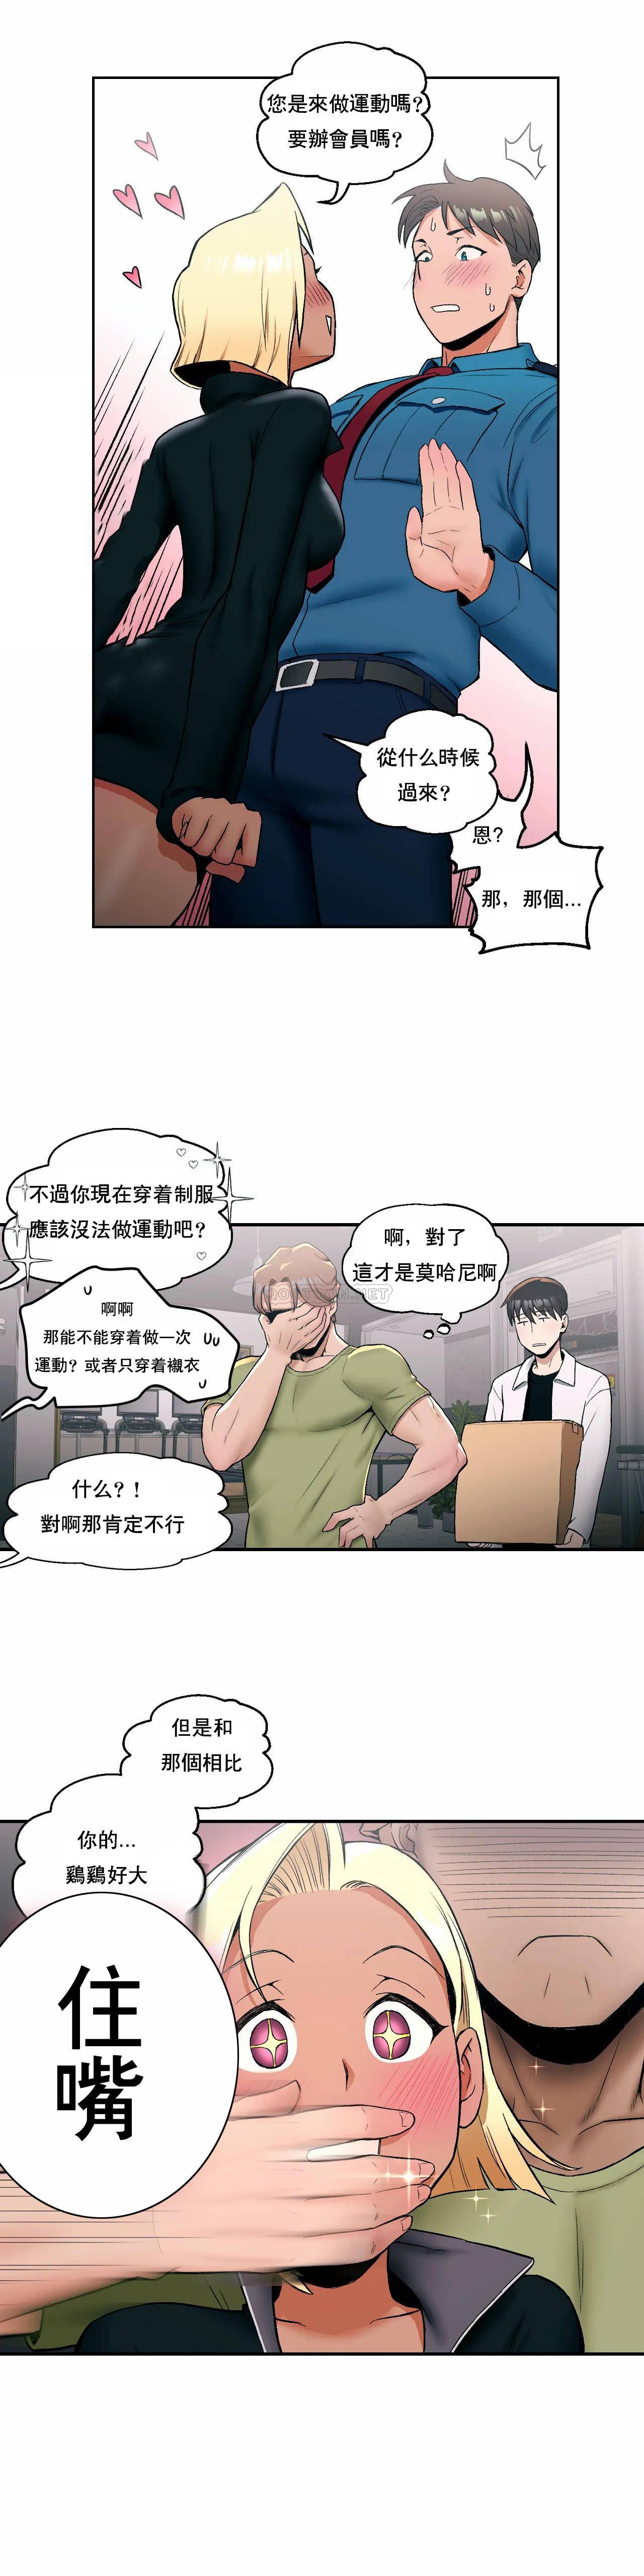 您是來做運動嗎？
要辦會員嗎？
從什么時候
過來？
恩？
那，那個...
不過你現在穿着制服
應該沒法做運動吧？
啊，對了
這才是莫哈尼啊
啊啊
那能不能穿着做一次
運動？或者只穿着襯衣
什么？！
對啊那肯定不行
但是和
那個相比
你的...
鷄鷄好大
住
嘴